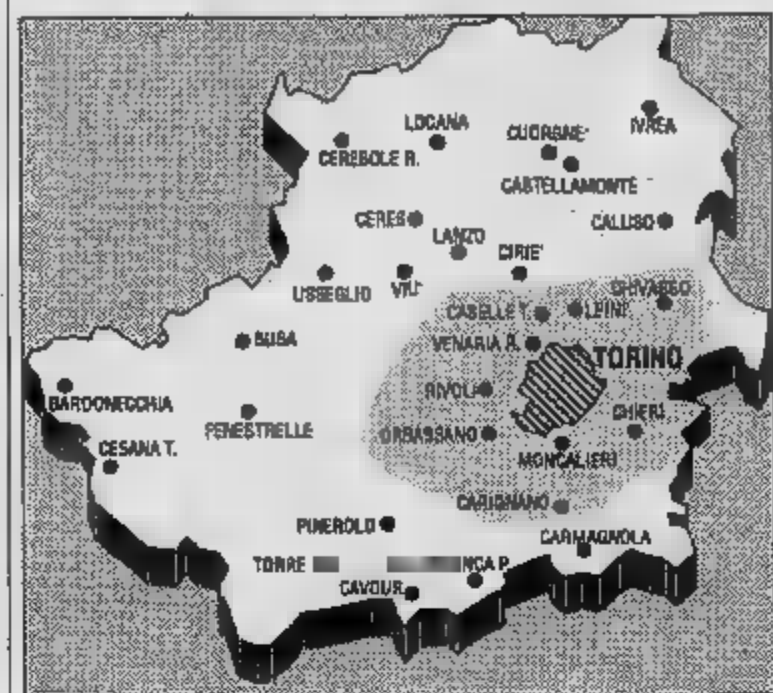 LOCANA
CUORGNE'
IVREA
CERESOLE R.
CASTELLAMONTE
CERES
LANZO
CALUSO
CIRIE'
USSEGLIO
VIU'
CHIVASSO
CASELLE T.
LEINI'
SUSA
VENARIA R.
TORINO
BARDONECCHIA
RIVOLI
FENESTRELLE
ORBASSANO
CHIERI
CESANA T.
MONCALIERI
CARIGNANO
PINEROLO
CARMAGNOLA
TORRE
NCA P.
CAVOUR